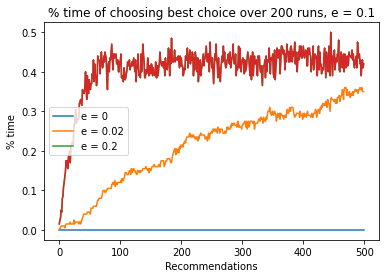 % time of choosing best choice over 200 runs, e = 0.1
0.5
0.4
0.3
0.2
0.1
0.0
% time
e = 0
e = 0.02
e = 0.2
0 100 200 300 400 500
Recommendations